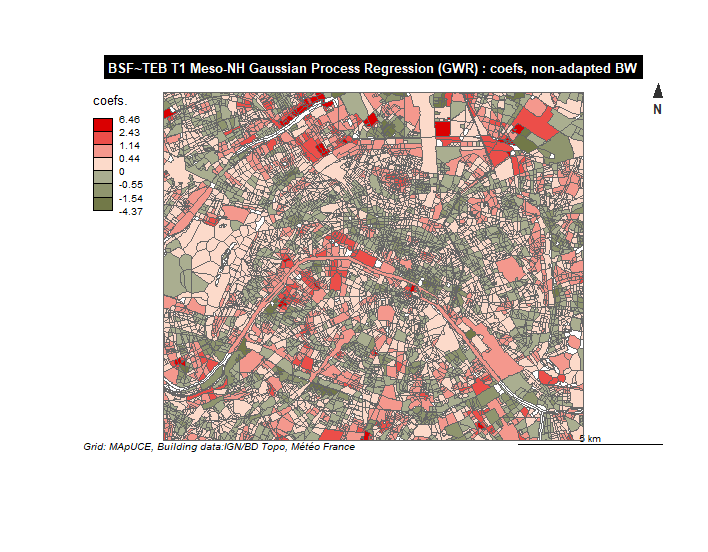 BSF~TEB T1 Meso-NH Gaussian Process Regression (GWR) : coefs, non-adapted BW
coefs.
N
6.46
2.43
1.14
0.44
0
-0.55
-1.54
-4.37
5 km
Grid: MApUCE, Building data:IGN/BD Topo, Météo France